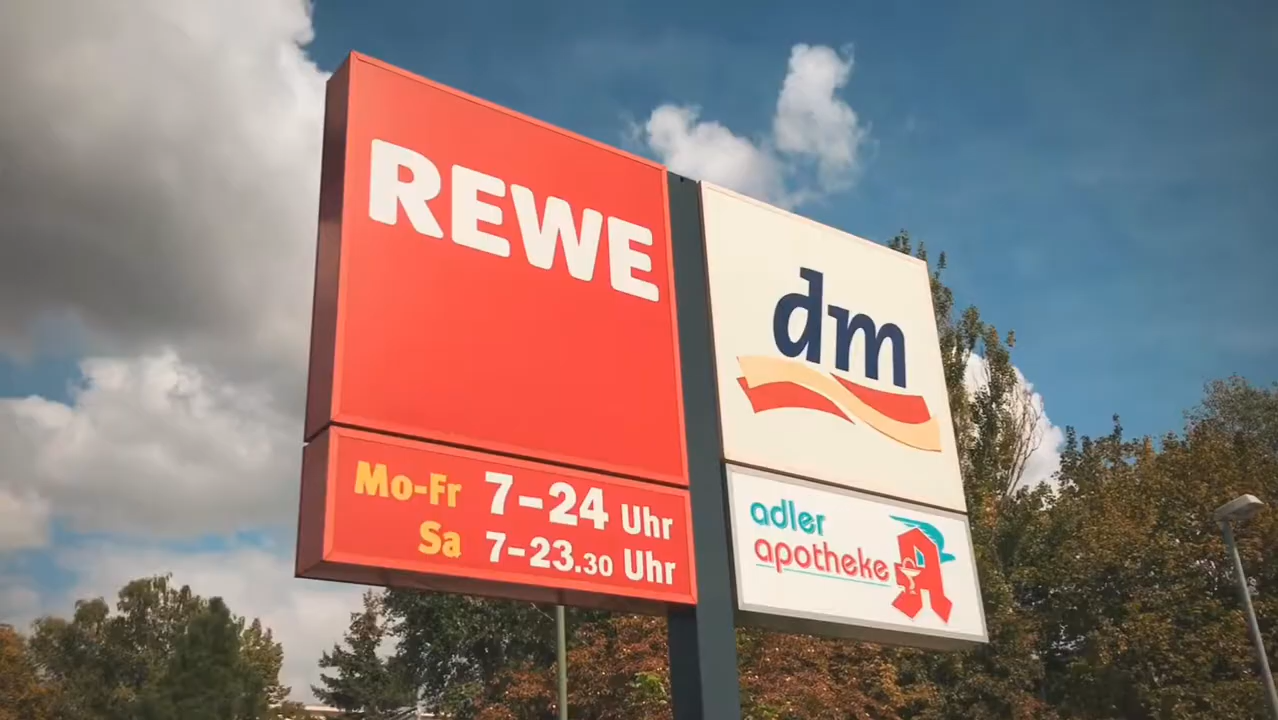 REWE
Mo-Fr 7-24 Uhr
Sa 7-23.30 Uhr
dm
adler
apotheke